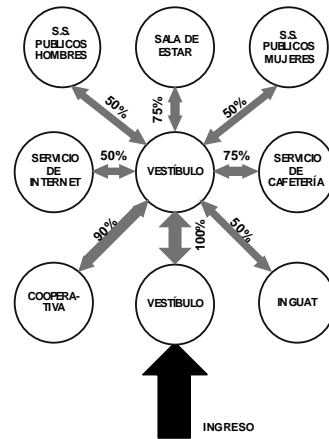 S.S.
PUBLICOS
HOMBRES
SALA DE
ESTAR
S.S.
PUBLICOS
MUJERES
50%
75%
50%
SERVICIO
DE
INTERNET
50%
VESTÍBULO
75%
SERVICIO
DE
CAFETERÍA
90%
100%
50%
COOPERA-
TIVA
VESTÍBULO
INGUAT
INGRESO